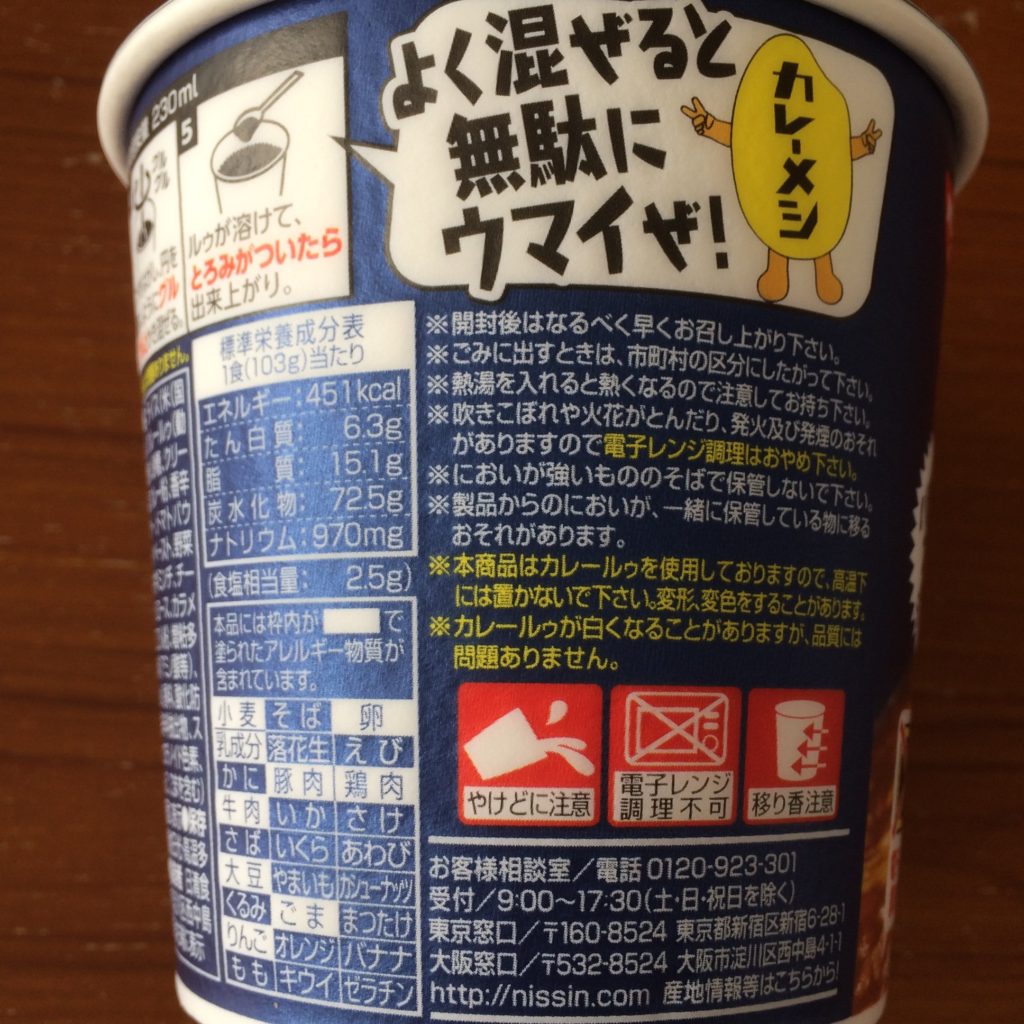 よく混ぜると
無駄に
ウマイぜ!
カレーメシ
230ml
5
クル
クル
ルゥが溶けて、
とろみがついたら
出来上がり。
標準栄養成分表
1食(103g)当たり
エネルギー:451kcal
たん白質:6.3g
脂質:15.1g
炭水化物:72.5g
ナトリウム:970mg
(食塩相当量:2.5g)
本品には枠内が で
塗られたアレルギー物質が
含まれています。
小麦 そば 卵
乳成分 落花生 えび
かに 豚肉 鶏肉
牛肉 いか さけ
さば いくら あわび
大豆 やまいも カシューナッツ
くるみ ごま まつたけ
りんご オレンジ バナナ
もも キウイ ゼラチン
※開封後はなるべく早くお召し上がり下さい。
※ごみに出すときは、市町村の区分にしたがって下さい。
※熱湯を入れると熱くなるので注意してお持ち下さい。
※吹きこぼれや火花がとんだり、発火及び発煙のおそれ
がありますので電子レンジ調理はおやめ下さい。
※においが強いもののそばで保管しないで下さい。
※製品からのにおいが、一緒に保管している物に移る
おそれがあります。
※本商品はカレールゥを使用しておりますので、高温下
には置かないで下さい。変形、変色をすることがあります。
※カレールゥが白くなることがありますが、品質には
問題ありません。
やけどに注意
電子レンジ
調理不可
移り香注意
お客様相談室/電話 0120-923-301
受付/9:00~17:30(土・日・祝日を除く)
東京窓口/〒160-8524 東京都新宿区新宿6-28-1
大阪窓口/〒532-8524 大阪市淀川区西中島4-1-1
http://nissin.com 産地情報等はこちらから!